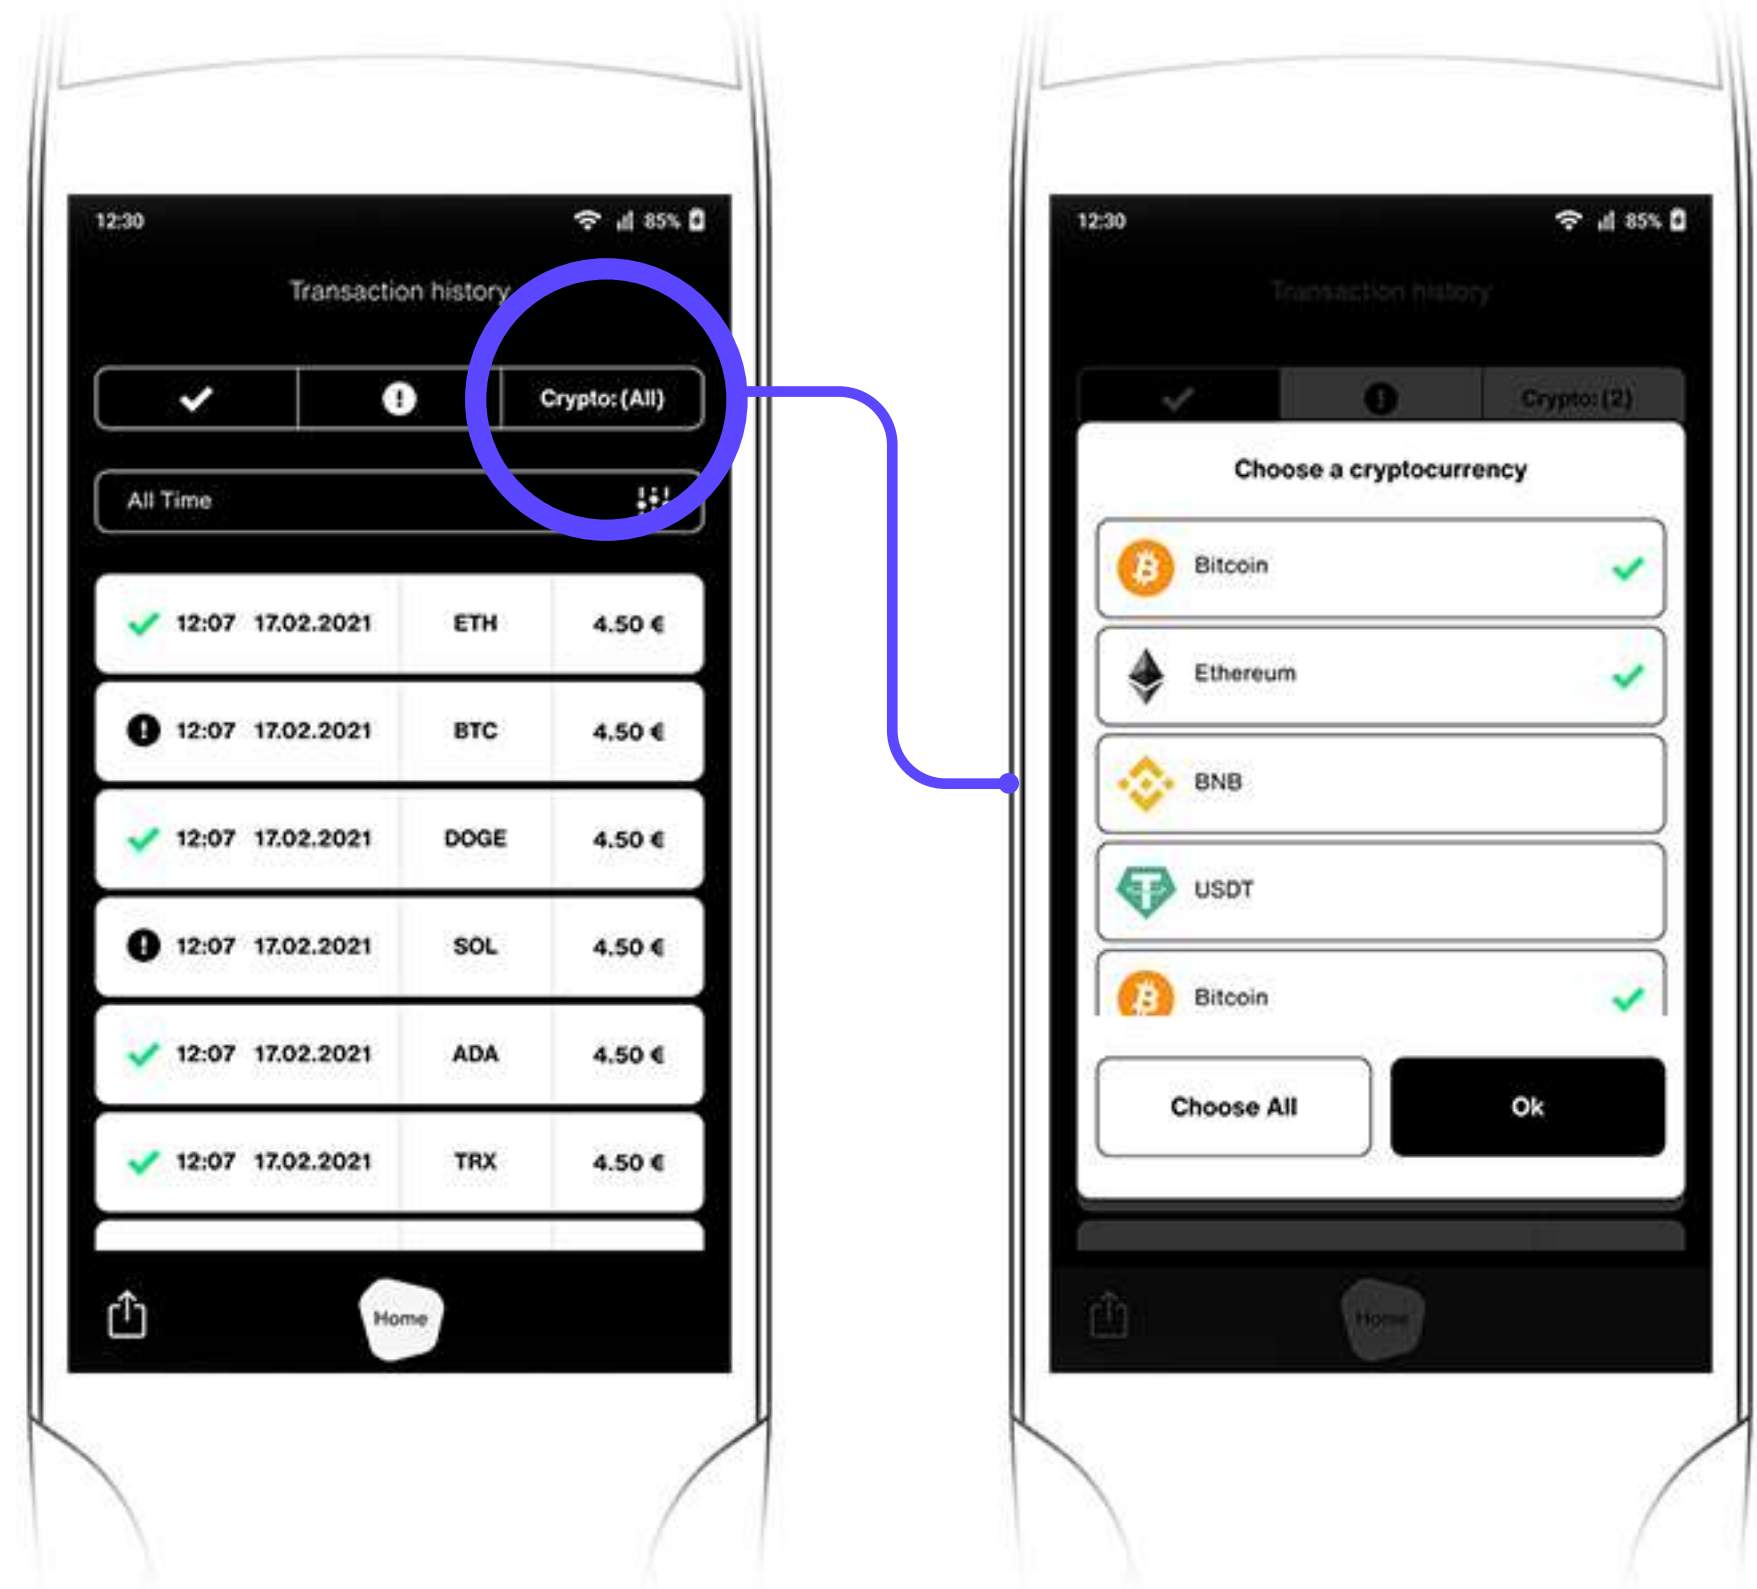 12:30 85%
Transaction history
Crypto: (All)
All Time
12:07 17.02.2021 ETH 4.50 €
12:07 17.02.2021 BTC 4.50 €
12:07 17.02.2021 DOGE 4.50 €
12:07 17.02.2021 SOL 4.50 €
12:07 17.02.2021 ADA 4.50 €
12:07 17.02.2021 TRX 4.50 €
Home
12:30 85%
Transaction history
Crypto: (2)
Choose a cryptocurrency
Bitcoin
Ethereum
BNB
USDT
Bitcoin
Choose All Ok
Home